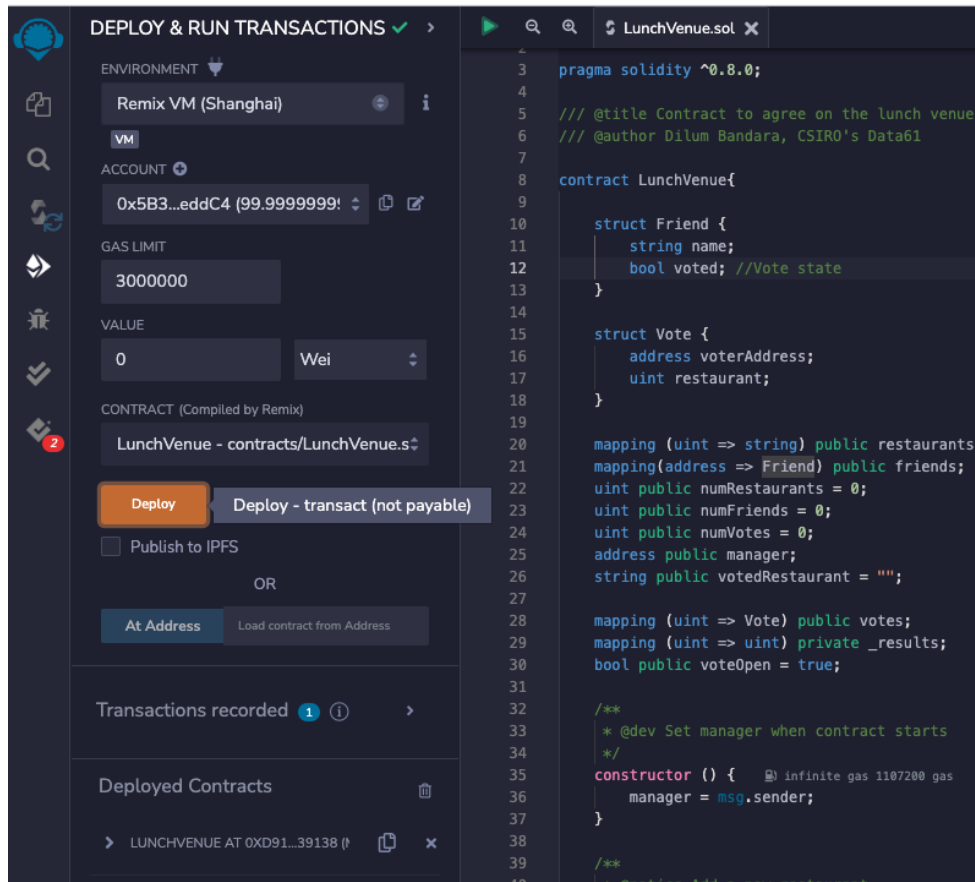 DEPLOY & RUN TRANSACTIONS
ENVIRONMENT
Remix VM (Shanghai)
VM
ACCOUNT
0x5B3...eddC4 (99.9999999
GAS LIMIT
3000000
VALUE
0
Wei
CONTRACT (Compiled by Remix)
LunchVenue - contracts/LunchVenue.s
Deploy
Deploy - transact (not payable)
Publish to IPFS
OR
At Address
Load contract from Address
Transactions recorded 1 i
Deployed Contracts
LUNCHVENUE AT 0XD91...39138
2
LunchVenue.sol
3 pragma solidity ^0.8.0;
4
5 /// @title Contract to agree on the lunch venue
6 /// @author Dilum Bandara, CSIRO's Data61
7
8 contract LunchVenue{
9
10 struct Friend {
11 string name;
12 bool voted; //Vote state
13 }
14
15 struct Vote {
16 address voterAddress;
17 uint restaurant;
18 }
19
20 mapping (uint => string) public restaurants
21 mapping(address => Friend) public friends;
22 uint public numRestaurants = 0;
23 uint public numFriends = 0;
24 uint public numVotes = 0;
25 address public manager;
26 string public votedRestaurant = "";
27
28 mapping (uint => Vote) public votes;
29 mapping (uint => uint) private _results;
30 bool public voteOpen = true;
31
32 /**
33 * @dev Set manager when contract starts
34 */
35 constructor () { infinite gas 1107200 gas
36 manager = msg.sender;
37 }
38
39 /**